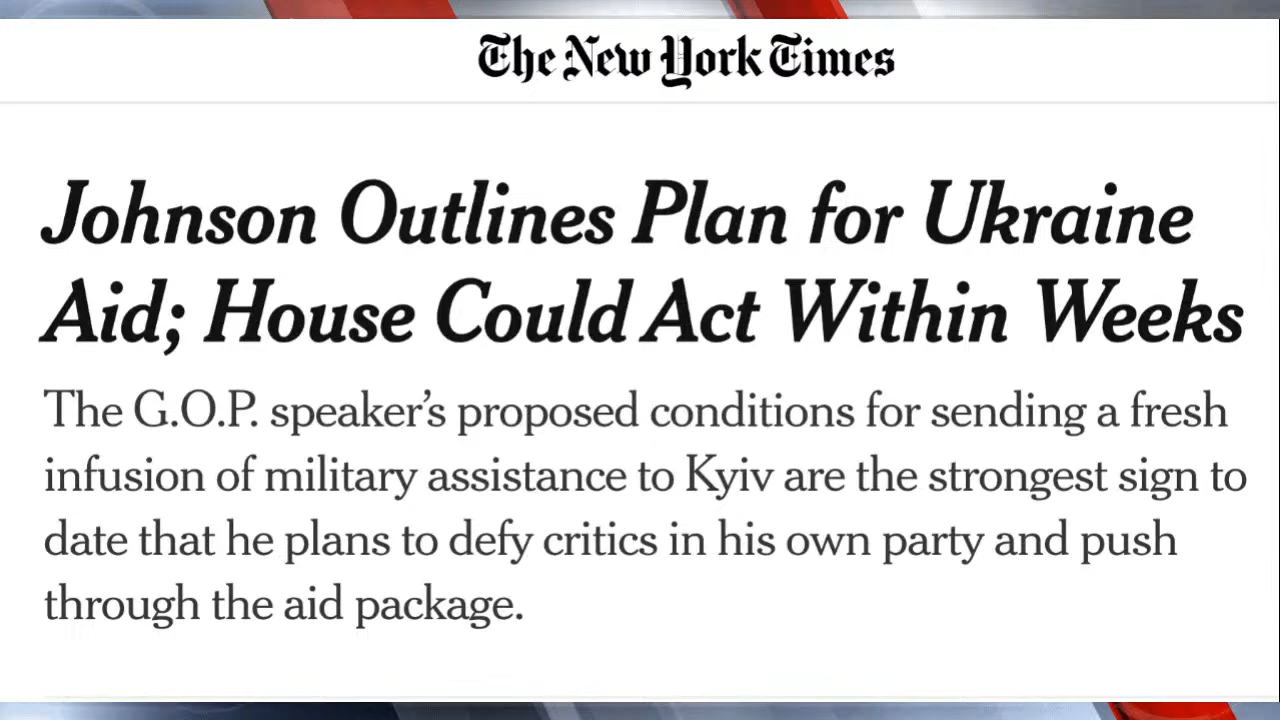 The New York Times
Johnson Outlines Plan for Ukraine
Aid; House Could Act Within Weeks
The G.O.P. speaker’s proposed conditions for sending a fresh
infusion of military assistance to Kyiv are the strongest sign to
date that he plans to defy critics in his own party and push
through the aid package.